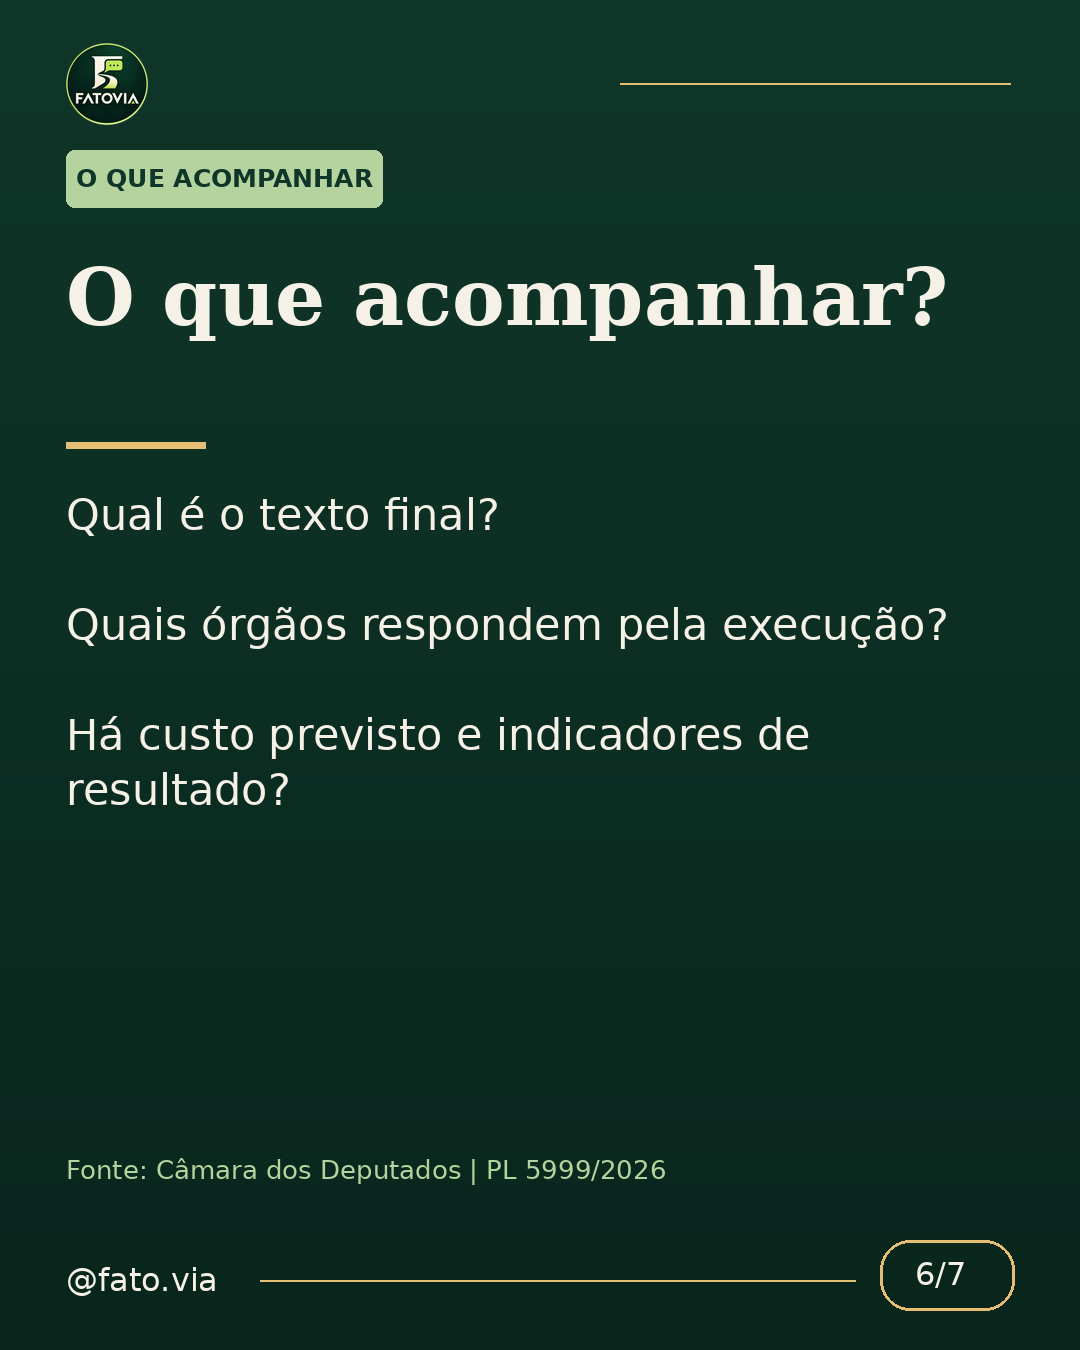 FATOVIA
O QUE ACOMPANHAR
O que acompanhar?
Qual é o texto final?
Quais órgãos respondem pela execução?
Há custo previsto e indicadores de
resultado?
Fonte: Câmara dos Deputados | PL 5999/2026
@fato.via
6/7